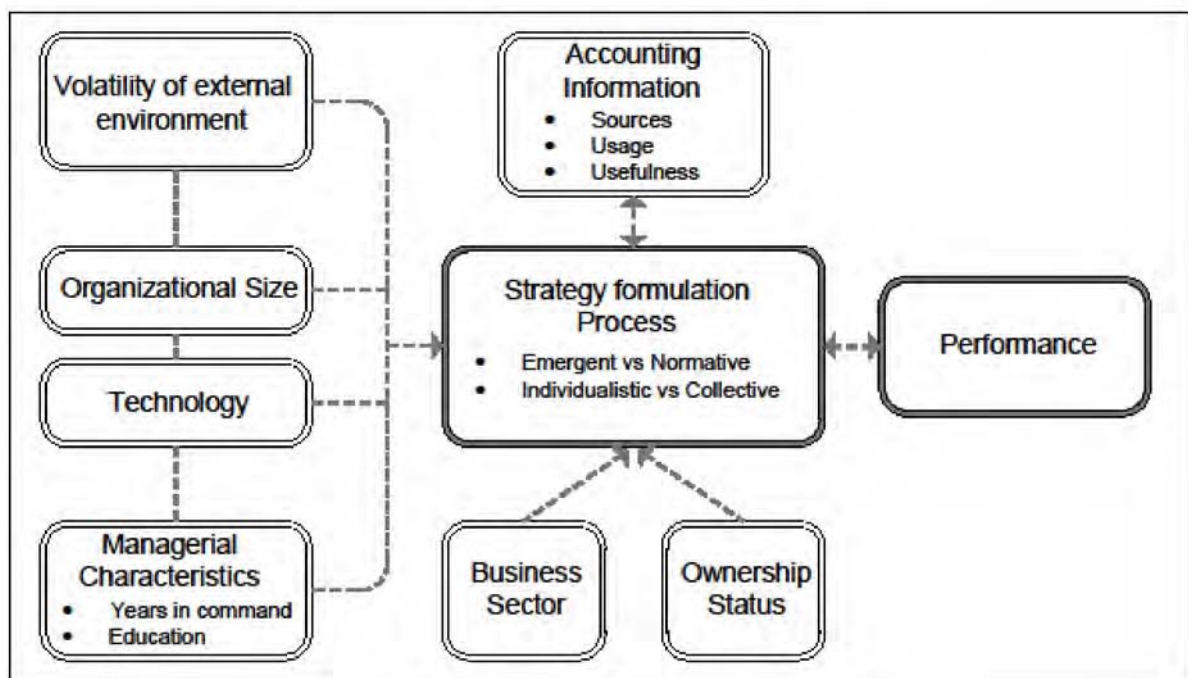 Volatility of external
environment
Organizational Size
Technology
Managerial
Characteristics
• Years in command
• Education
Accounting
Information
• Sources
• Usage
• Usefulness
Strategy formulation
Process
• Emergent vs Normative
• Individualistic vs Collective
Business
Sector
Ownership
Status
Performance